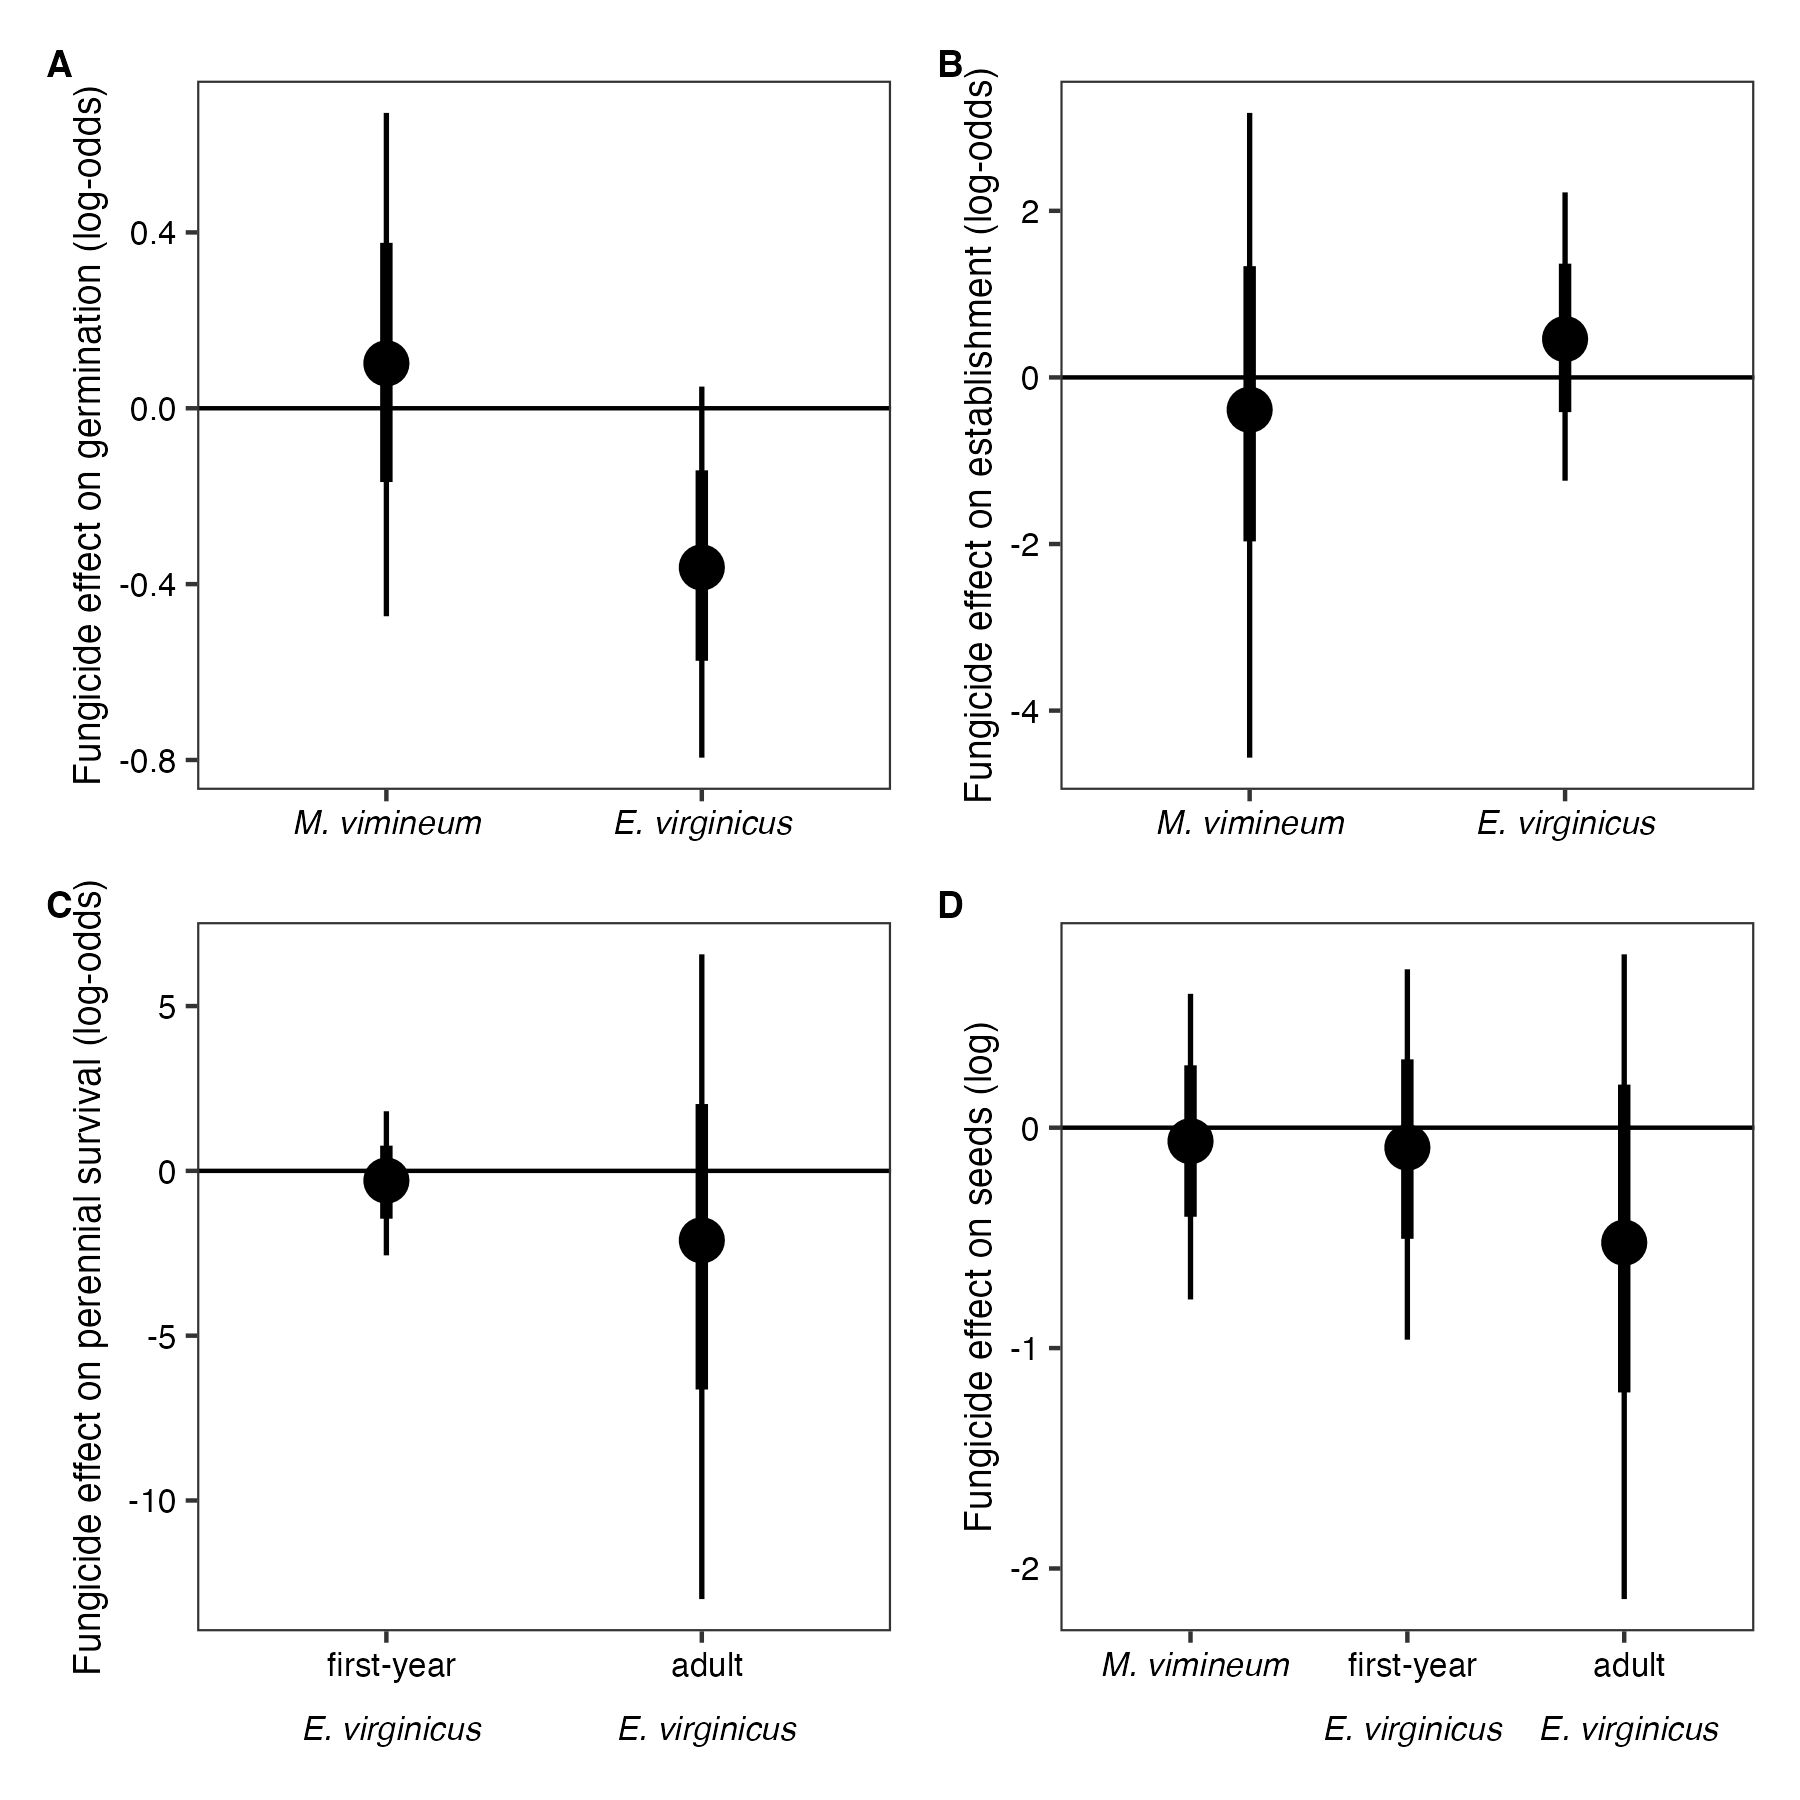 A
Fungicide effect on germination (log-odds)
0.4
0.0
-0.4
-0.8
M. vimineum E. virginicus
B
Fungicide effect on establishment (log-odds)
2
0
-2
-4
M. vimineum E. virginicus
C
Fungicide effect on perennial survival (log-odds)
5
0
-5
-10
first-year adult
E. virginicus E. virginicus
D
Fungicide effect on seeds (log)
0
-1
-2
M. vimineum first-year adult
E. virginicus E. virginicus